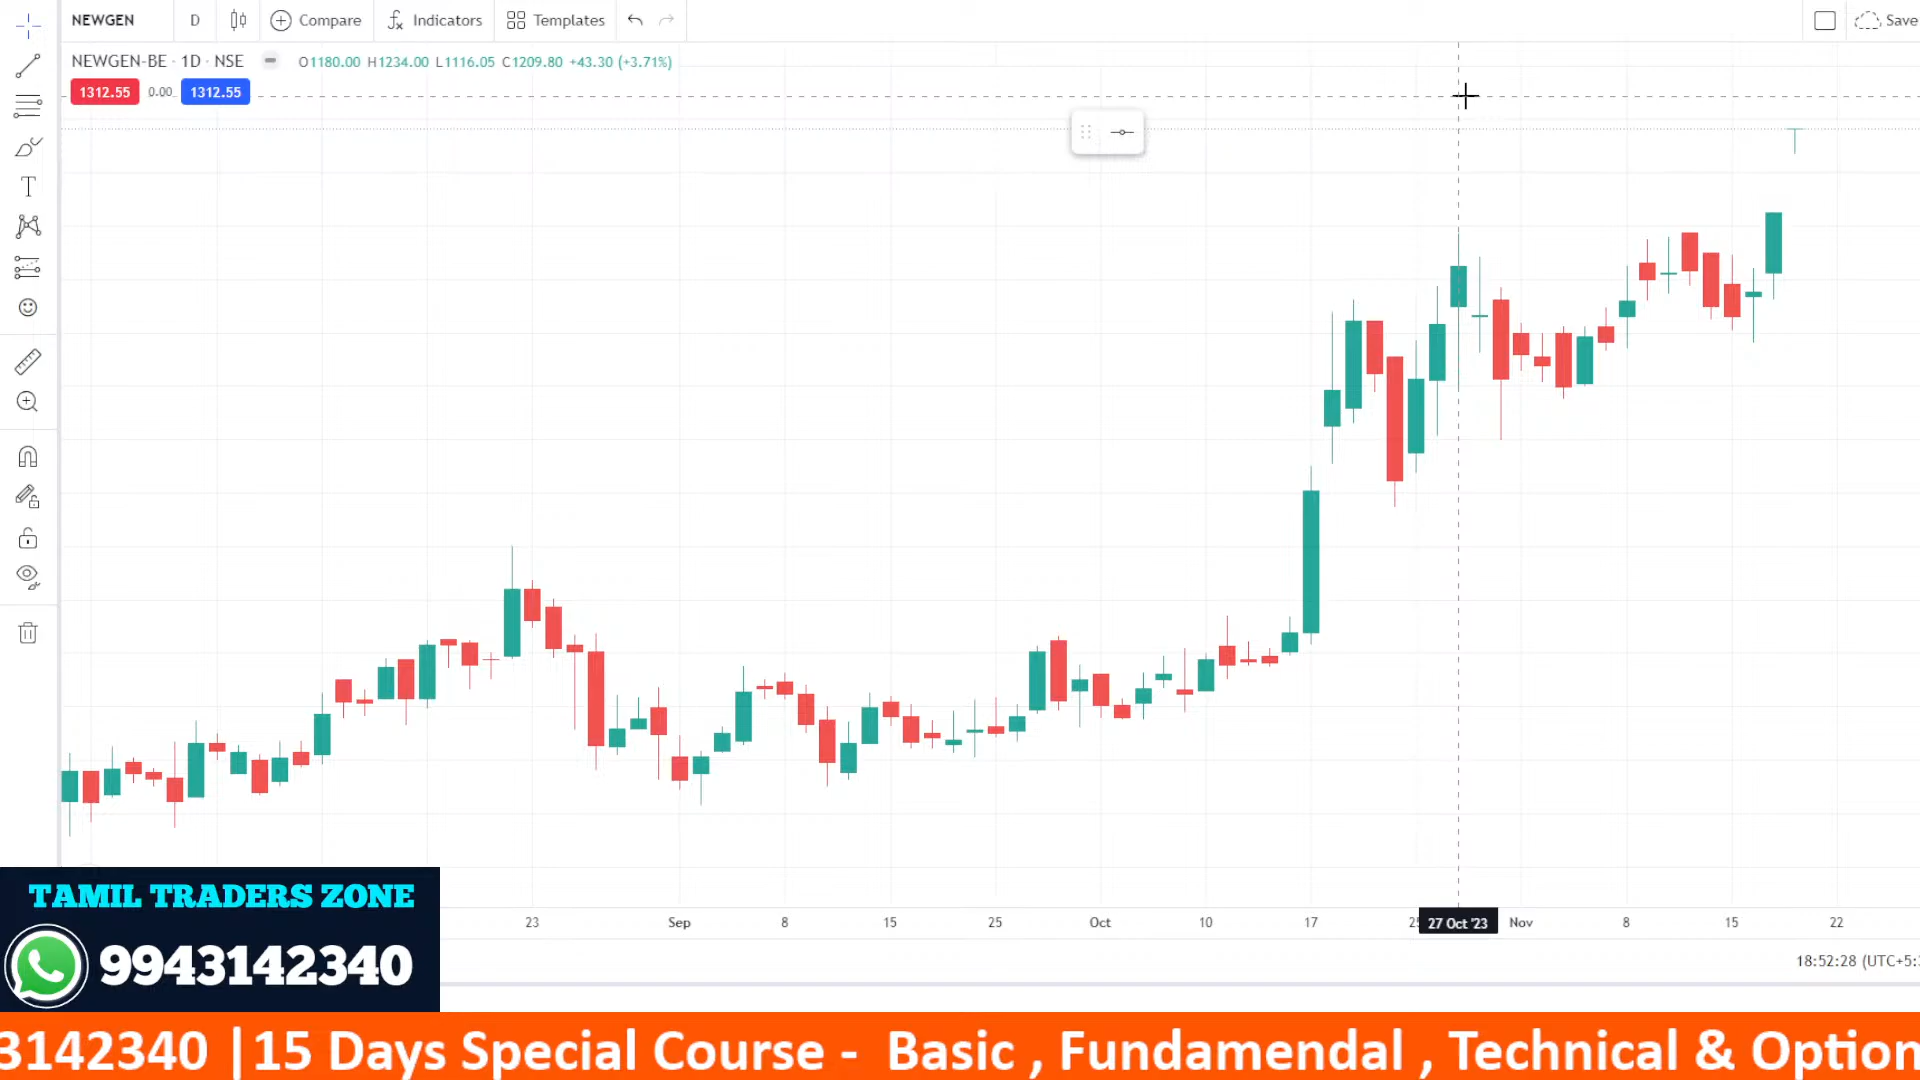 NEWGEN D Compare Indicators Templates Save
NEWGEN-BE · 1D · NSE O1180.00 H1234.00 L1116.05 C1209.80 +43.30 (+3.71%)
1312.55 0.00 1312.55
23 Sep 8 15 25 Oct 10 17 27 Oct '23 Nov 8 15 22
18:52:28 (UTC+5:
TAMIL TRADERS ZONE
9943142340
3142340 | 15 Days Special Course - Basic , Fundamendal , Technical & Option